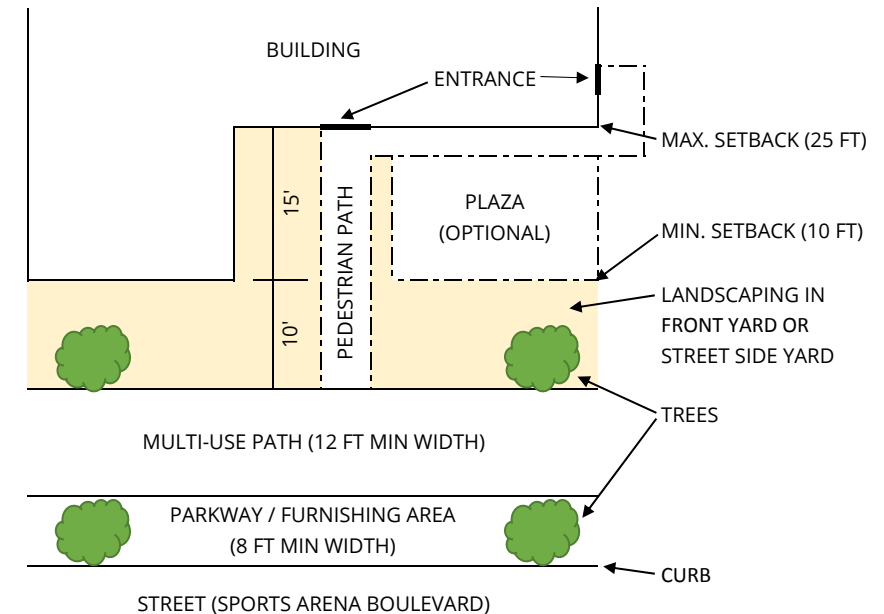 BUILDING
ENTRANCE
MAX. SETBACK (25 FT)
15'
PEDESTRIAN PATH
PLAZA
(OPTIONAL)
MIN. SETBACK (10 FT)
10'
LANDSCAPING IN
FRONT YARD OR
STREET SIDE YARD
TREES
MULTI-USE PATH (12 FT MIN WIDTH)
PARKWAY / FURNISHING AREA
(8 FT MIN WIDTH)
CURB
STREET (SPORTS ARENA BOULEVARD)